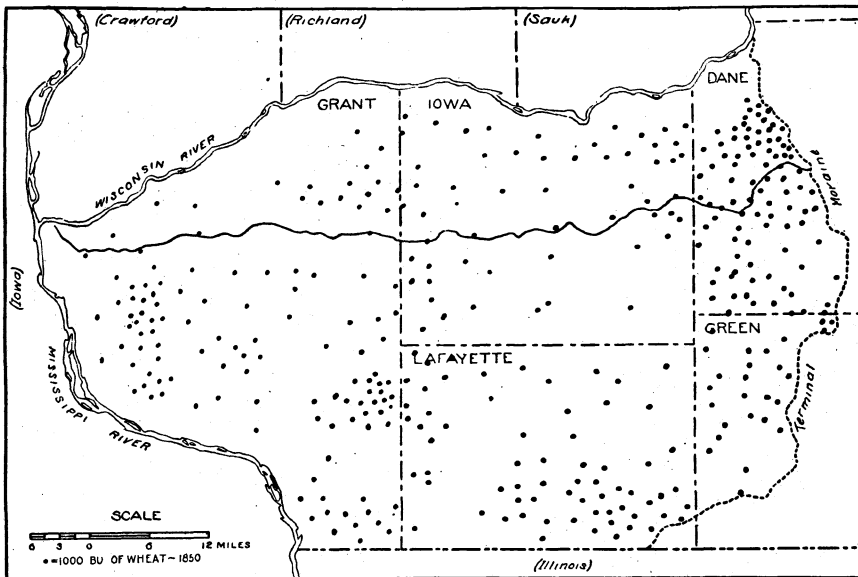 (Crawford)
(Richland)
(Sauk)
DANE
GRANT
IOWA
WISCONSIN RIVER
Moraine
(Iowa)
GREEN
LAFAYETTE
MISSISSIPPI
RIVER
Terminal
SCALE
6 3 0 6 12 MILES
•=1000 BU OF WHEAT~1850
(Illinois)